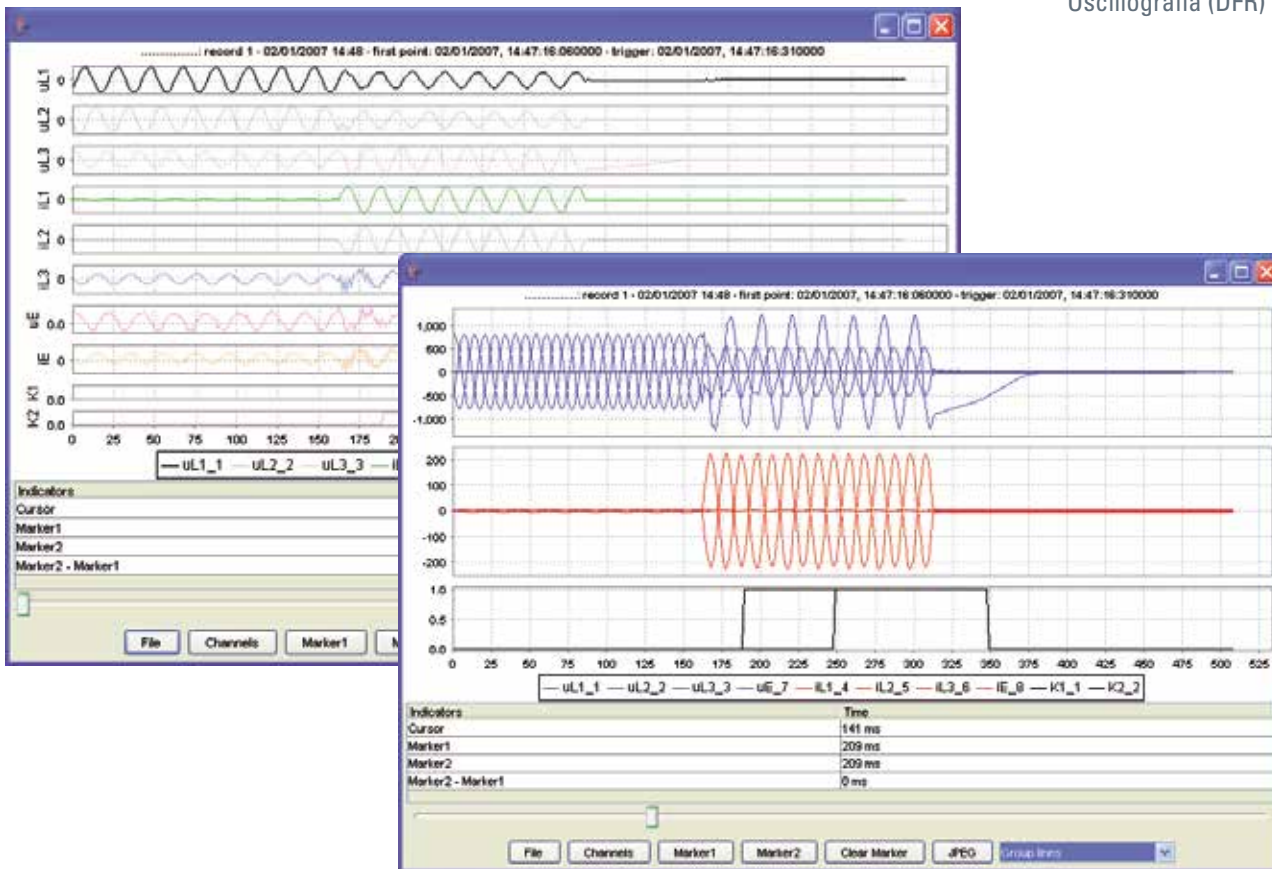 Oscilografía (DFR)
record 1 - 02/01/2007 14:48 - first point: 02/01/2007, 14:47:16:060000 - trigger: 02/01/2007, 14:47:16:310000
uL1 0
uL2 0
uL3 0
iL1 0
iL2 0
iL3 0
uE 0.0
iE 0
K1 0.0
K2 0.0
0 25 50 75 100 125 150 175
uL1_1 uL2_2 uL3_3
Indicators
Cursor
Marker1
Marker2
Marker2 - Marker1
File Channels Marker1
record 1 - 02/01/2007 14:48 - first point: 02/01/2007, 14:47:16:060000 - trigger: 02/01/2007, 14:47:16:310000
1,000
500
0
-500
-1,000
200
100
0
-100
-200
1.0
0.5
0.0
0 25 50 75 100 125 150 175 200 225 250 275 300 325 350 375 400 425 450 475 500 525
uL1_1 uL2_2 uL3_3 uE_7 iL1_4 iL2_5 iL3_6 iE_8 K1_1 K2_2
Indicators Time
Cursor 141 ms
Marker1 209 ms
Marker2 209 ms
Marker2 - Marker1 0 ms
File Channels Marker1 Marker2 Clear Marker JPEG Group lines